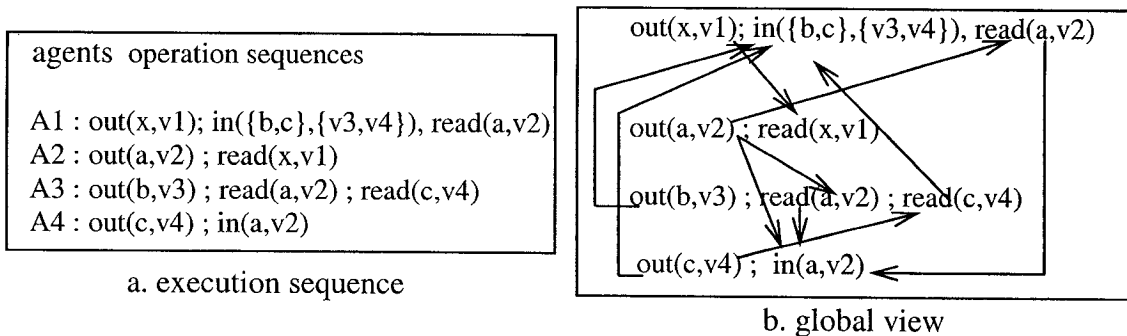 agents operation sequences
A1 : out(x,v1); in({b,c},{v3,v4}), read(a,v2)
A2 : out(a,v2) ; read(x,v1)
A3 : out(b,v3) ; read(a,v2) ; read(c,v4)
A4 : out(c,v4) ; in(a,v2)
a. execution sequence
out(x,v1); in({b,c},{v3,v4}), read(a,v2)
out(a,v2) ; read(x,v1)
out(b,v3) ; read(a,v2) ; read(c,v4)
out(c,v4) ; in(a,v2)
b. global view